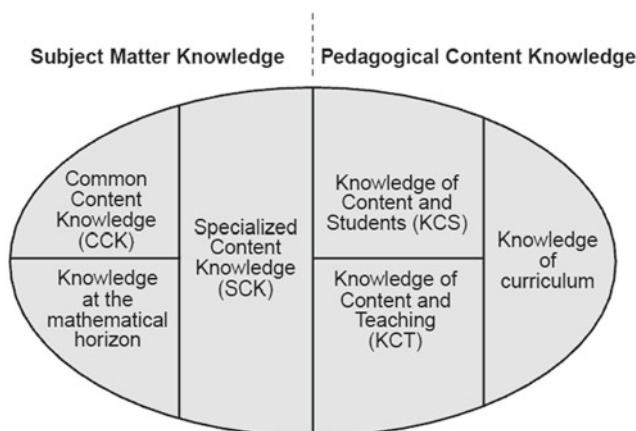 Subject Matter Knowledge
Pedagogical Content Knowledge
Common
Content
Knowledge
(CCK)
Knowledge
at the
mathematical
horizon
Specialized
Content
Knowledge
(SCK)
Knowledge of
Content and
Students (KCS)
Knowledge of
Content and
Teaching
(KCT)
Knowledge
of
curriculum